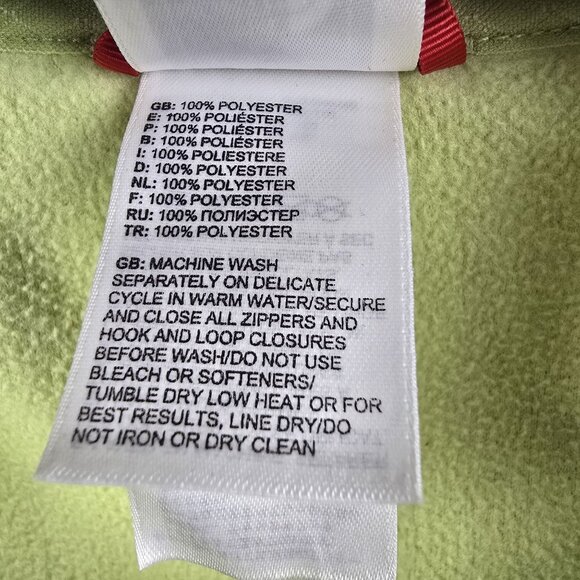 GB: 100% POLYESTER
E: 100% POLIÉSTER
P: 100% POLIÉSTER
B: 100% POLIÉSTER
I: 100% POLIESTERE
D: 100% POLYESTER
NL: 100% POLYESTER
F: 100% POLYESTER
RU: 100% ПОЛИЭСТЕР
TR: 100% POLYESTER
GB: MACHINE WASH
SEPARATELY ON DELICATE
CYCLE IN WARM WATER/SECURE
AND CLOSE ALL ZIPPERS AND
HOOK AND LOOP CLOSURES
BEFORE WASH/DO NOT USE
BLEACH OR SOFTENERS/
TUMBLE DRY LOW HEAT OR FOR
BEST RESULTS, LINE DRY/DO
NOT IRON OR DRY CLEAN